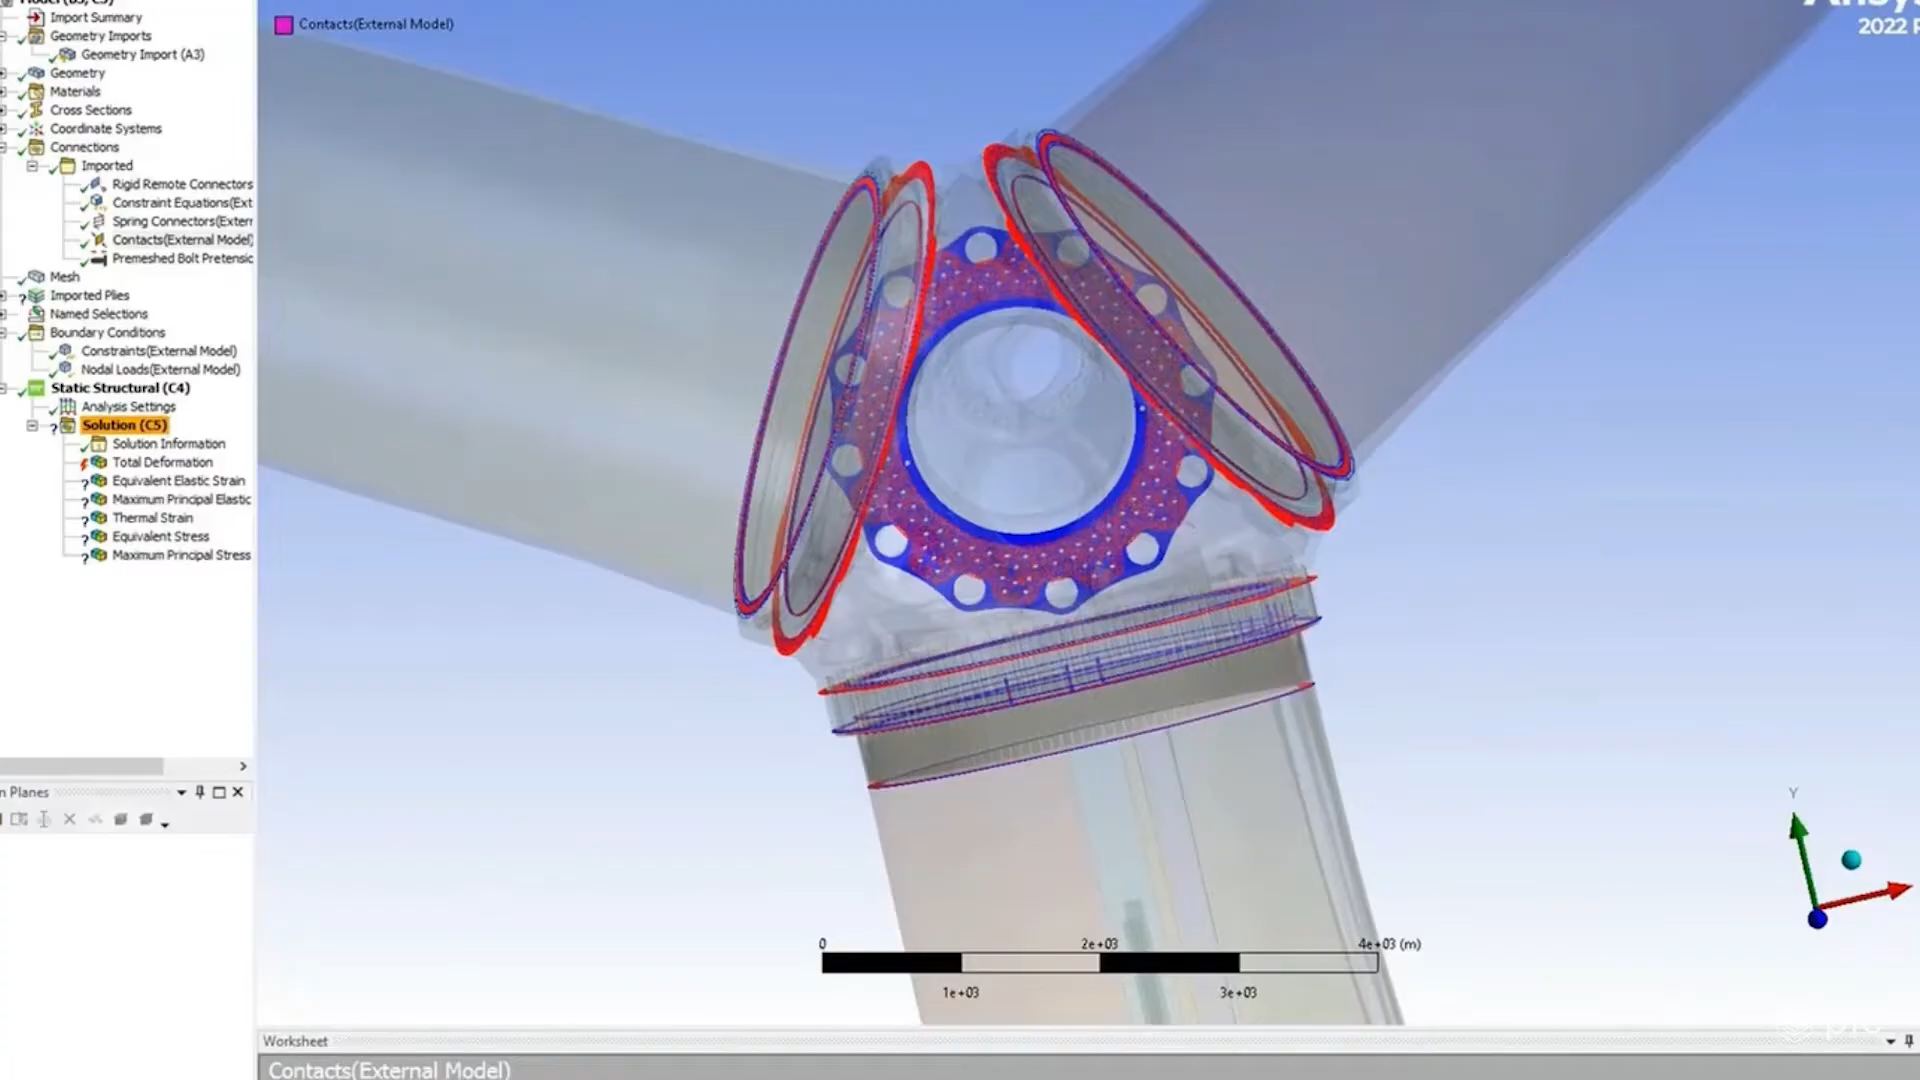 Import Summary
Geometry Imports
Geometry Import (A3)
Geometry
Materials
Cross Sections
Coordinate Systems
Connections
Imported
Rigid Remote Connectors
Constraint Equations(Ext
Spring Connectors(Extern
Contacts(External Model)
Premeshed Bolt Pretensio
Mesh
Imported Plies
Named Selections
Boundary Conditions
Constraints(External Model)
Nodal Loads(External Model)
Static Structural (C4)
Analysis Settings
Solution (C5)
Solution Information
Total Deformation
Equivalent Elastic Strain
Maximum Principal Elastic
Thermal Strain
Equivalent Stress
Maximum Principal Stress
n Planes
Contacts(External Model)
2022 R
Y
0
2e+03
4e+03 (m)
1e+03
3e+03
Worksheet
Contacts(External Model)